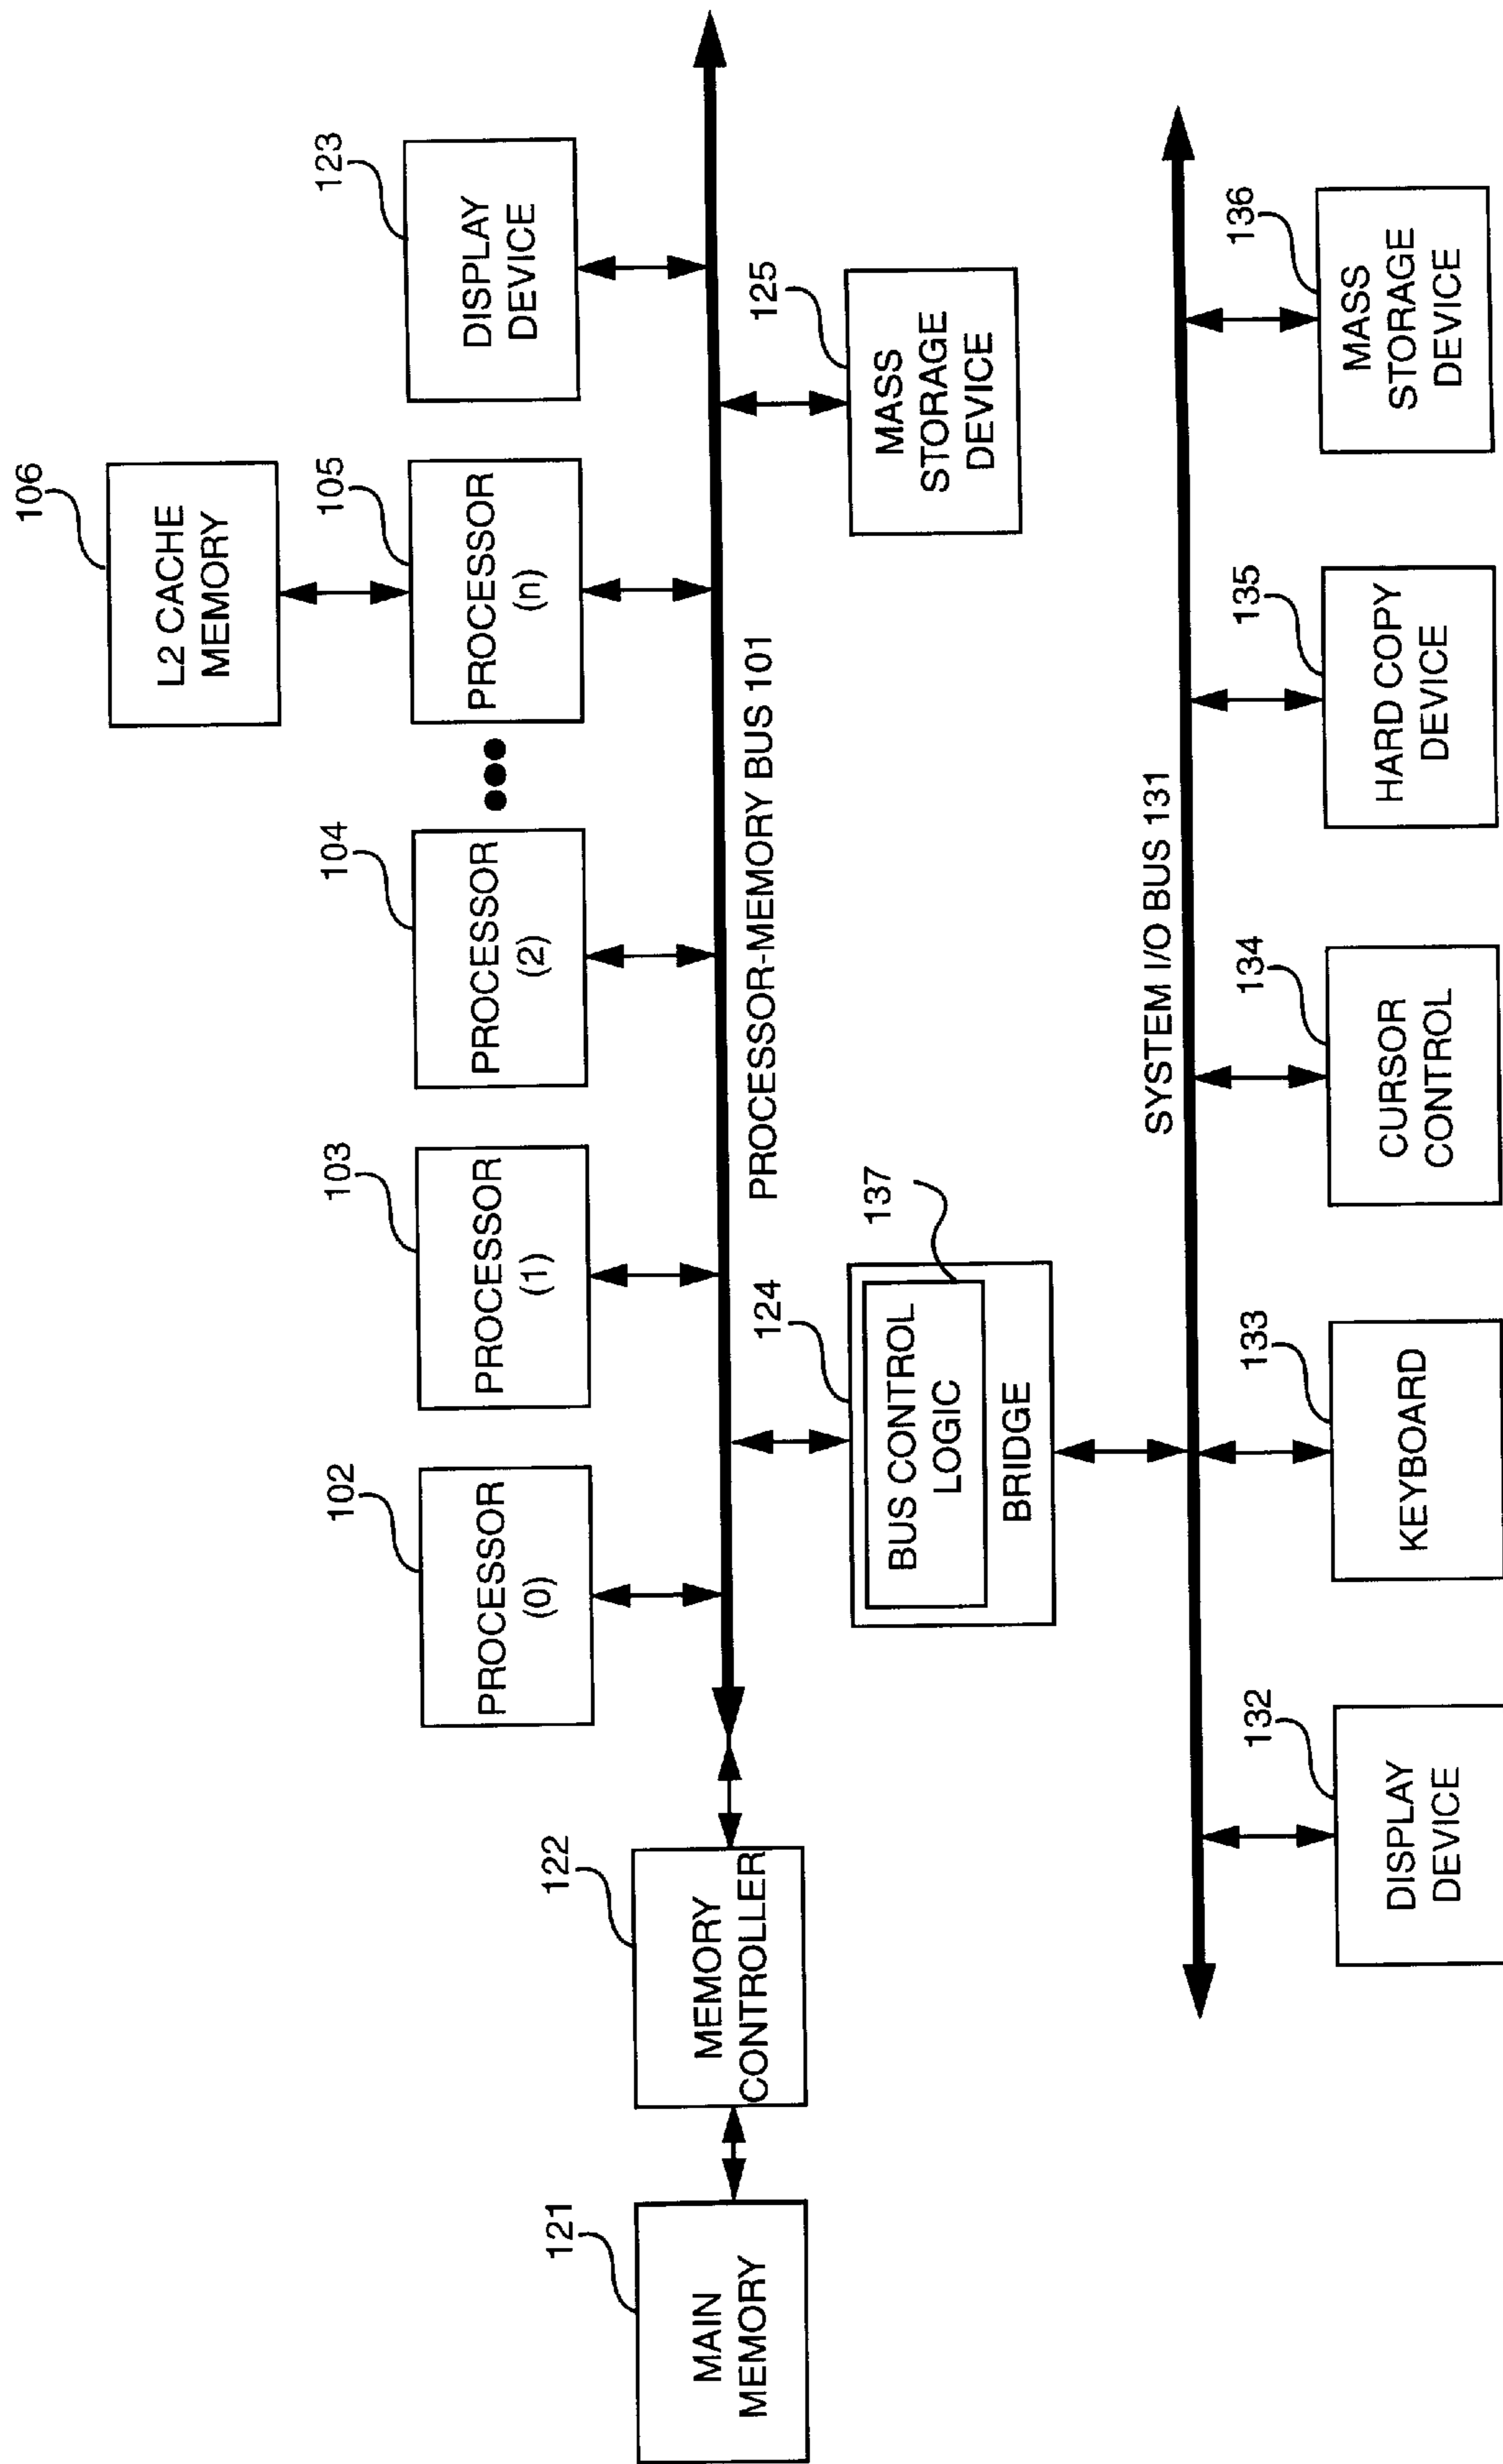 106
L2 CACHE
MEMORY
102
PROCESSOR
(0)
103
PROCESSOR
(1)
104
PROCESSOR
(2)
105
PROCESSOR
(n)
123
DISPLAY
DEVICE
121
MAIN
MEMORY
122
MEMORY
CONTROLLER
PROCESSOR-MEMORY BUS 101
124
BUS CONTROL
LOGIC
BRIDGE
137
125
MASS
STORAGE
DEVICE
SYSTEM I/O BUS 131
132
DISPLAY
DEVICE
133
KEYBOARD
134
CURSOR
CONTROL
135
HARD COPY
DEVICE
136
MASS
STORAGE
DEVICE